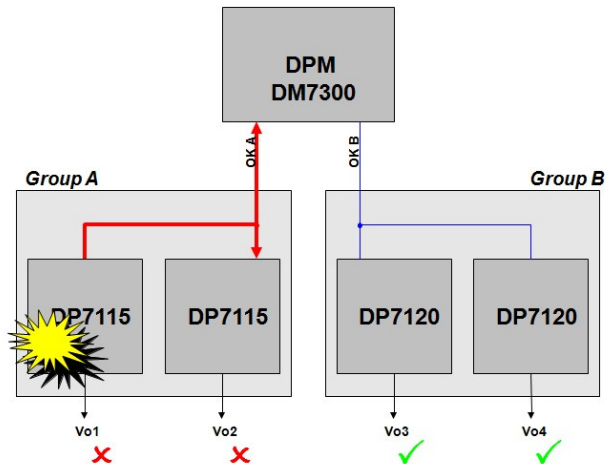 DPM
DM7300
OK A
OK B
Group A
Group B
DP7115
DP7115
DP7120
DP7120
Vo1
Vo2
Vo3
Vo4